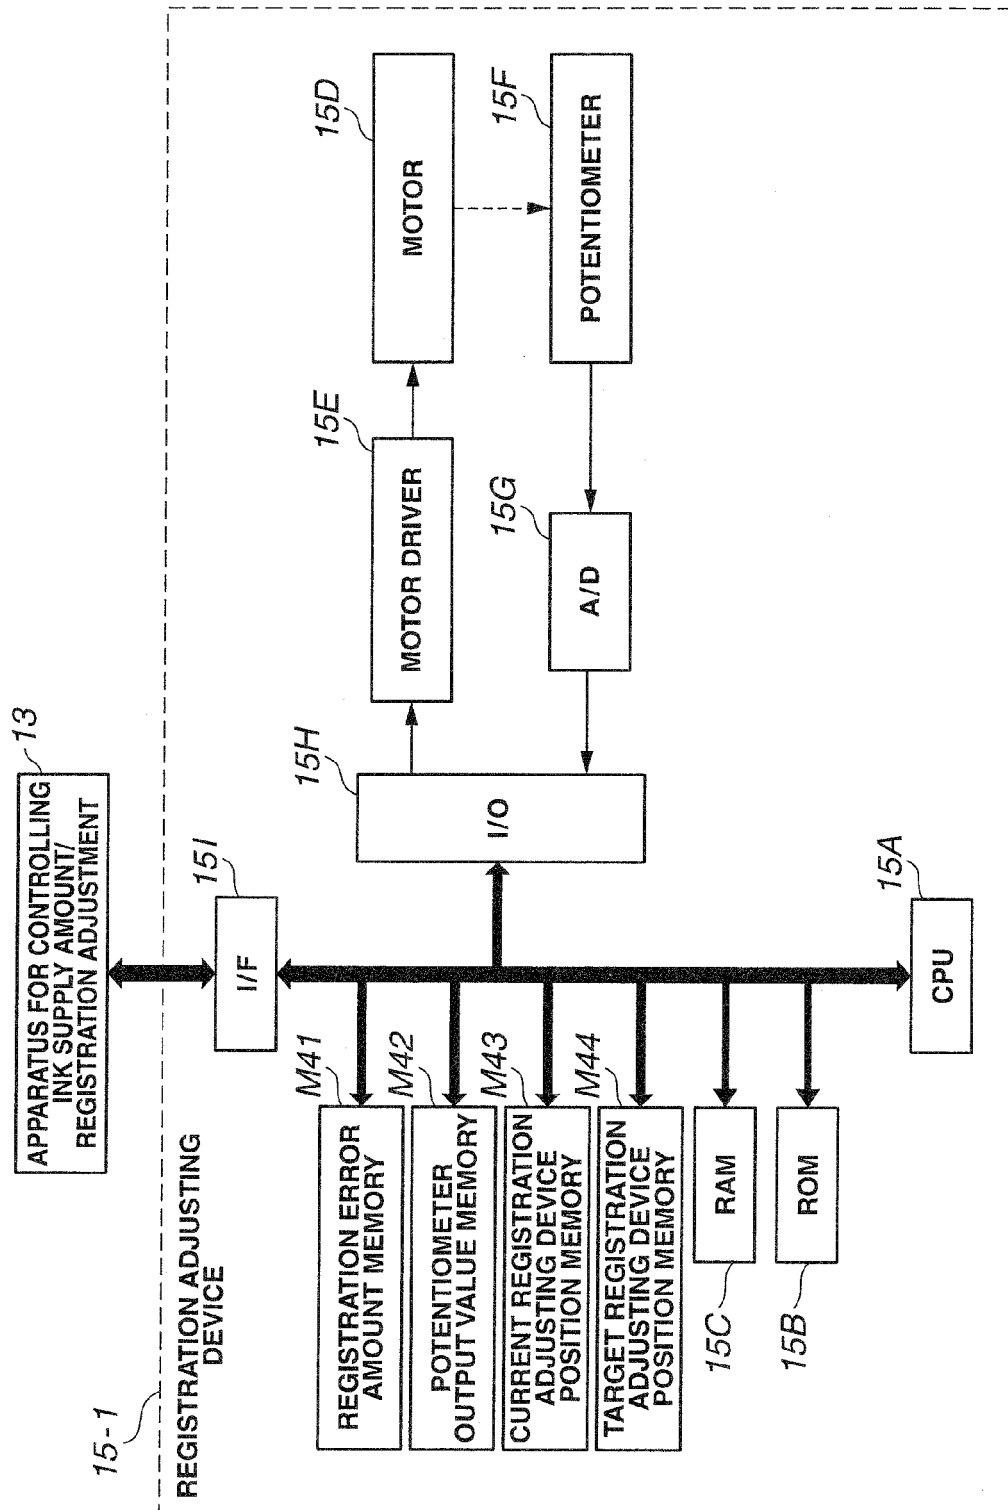 13
APPARATUS FOR CONTROLLING
INK SUPPLY AMOUNT/
REGISTRATION ADJUSTMENT
15-1
REGISTRATION ADJUSTING
DEVICE
15I
I/F
M41
REGISTRATION ERROR
AMOUNT MEMORY
M42
POTENTIOMETER
OUTPUT VALUE MEMORY
M43
CURRENT REGISTRATION
ADJUSTING DEVICE
POSITION MEMORY
M44
TARGET REGISTRATION
ADJUSTING DEVICE
POSITION MEMORY
RAM
15C
ROM
15B
15A
CPU
15H
I/O
15E
MOTOR DRIVER
15D
MOTOR
15G
A/D
15F
POTENTIOMETER